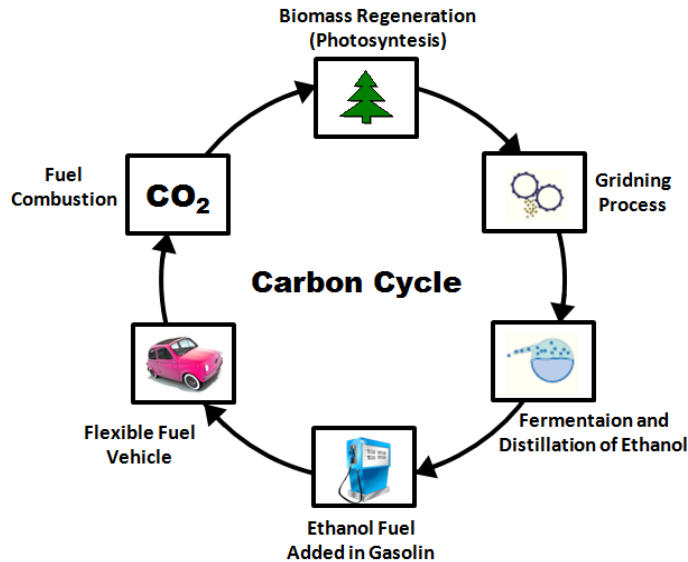 Biomass Regeneration
(Photosyntesis)
Gridning
Process
Fermentaion and
Distillation of Ethanol
Ethanol Fuel
Added in Gasolin
Flexible Fuel
Vehicle
Fuel
Combustion
CO₂
Carbon Cycle